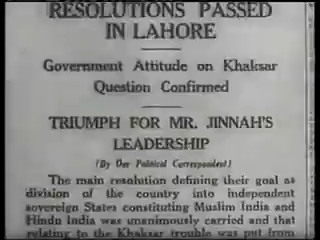 RESOLUTIONS PASSED
IN LAHORE
Government Attitude on Khaksar
Question Confirmed
TRIUMPH FOR MR. JINNAH'S
LEADERSHIP
(By Our Political Correspondent)
The main resolution defining their goal as
division of the country into independent
sovereign States constituting Muslim India and
Hindu India was unanimously carried and that
relating to the Khaksar trouble was put from